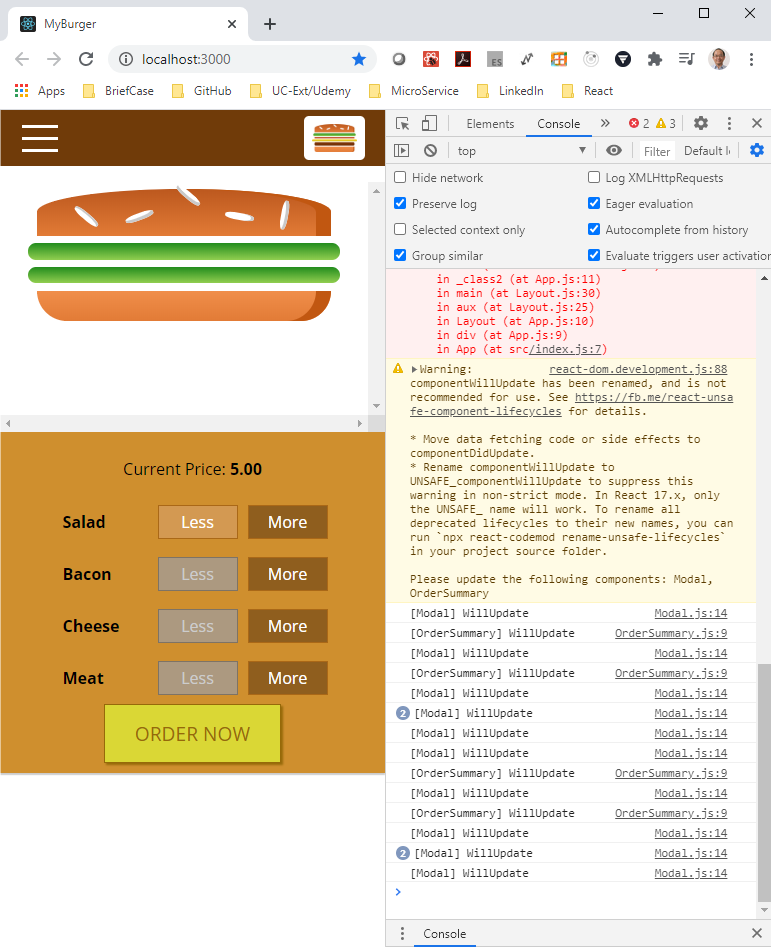 MyBurger
localhost:3000
ES
Apps
BriefCase
GitHub
UC-Ext/Udemy
MicroService
LinkedIn
React
Current Price: 5.00
Salad Less More
Bacon Less More
Cheese Less More
Meat Less More
ORDER NOW
Elements Console 2 3
top Filter Default l
Hide network Log XMLHttpRequests
Preserve log Eager evaluation
Selected context only Autocomplete from history
Group similar Evaluate triggers user activation
in _class2 (at App.js:11)
in main (at Layout.js:30)
in aux (at Layout.js:25)
in Layout (at App.js:10)
in div (at App.js:9)
in App (at src/index.js:7)
Warning: react-dom.development.js:88
componentWillUpdate has been renamed, and is not
recommended for use. See https://fb.me/react-unsa
fe-component-lifecycles for details.
* Move data fetching code or side effects to
componentDidUpdate.
* Rename componentWillUpdate to
UNSAFE_componentWillUpdate to suppress this
warning in non-strict mode. In React 17.x, only
the UNSAFE_ name will work. To rename all
deprecated lifecycles to their new names, you can
run `npx react-codemod rename-unsafe-lifecycles`
in your project source folder.
Please update the following components: Modal,
OrderSummary
[Modal] WillUpdate Modal.js:14
[OrderSummary] WillUpdate OrderSummary.js:9
[Modal] WillUpdate Modal.js:14
[OrderSummary] WillUpdate OrderSummary.js:9
[Modal] WillUpdate Modal.js:14
2 [Modal] WillUpdate Modal.js:14
[Modal] WillUpdate Modal.js:14
[Modal] WillUpdate Modal.js:14
[OrderSummary] WillUpdate OrderSummary.js:9
[Modal] WillUpdate Modal.js:14
[OrderSummary] WillUpdate OrderSummary.js:9
[Modal] WillUpdate Modal.js:14
2 [Modal] WillUpdate Modal.js:14
[Modal] WillUpdate Modal.js:14
Console